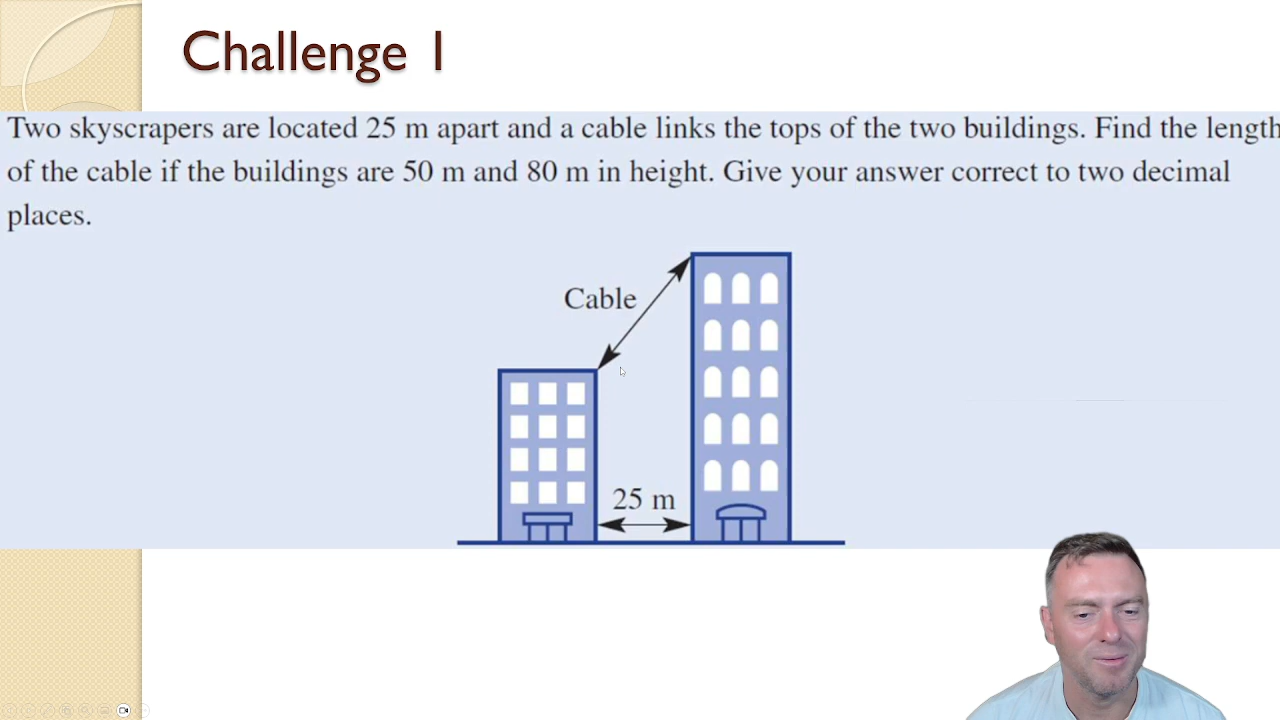 Challenge 1
Two skyscrapers are located 25 m apart and a cable links the tops of the two buildings. Find the length
of the cable if the buildings are 50 m and 80 m in height. Give your answer correct to two decimal
places.
Cable
25 m